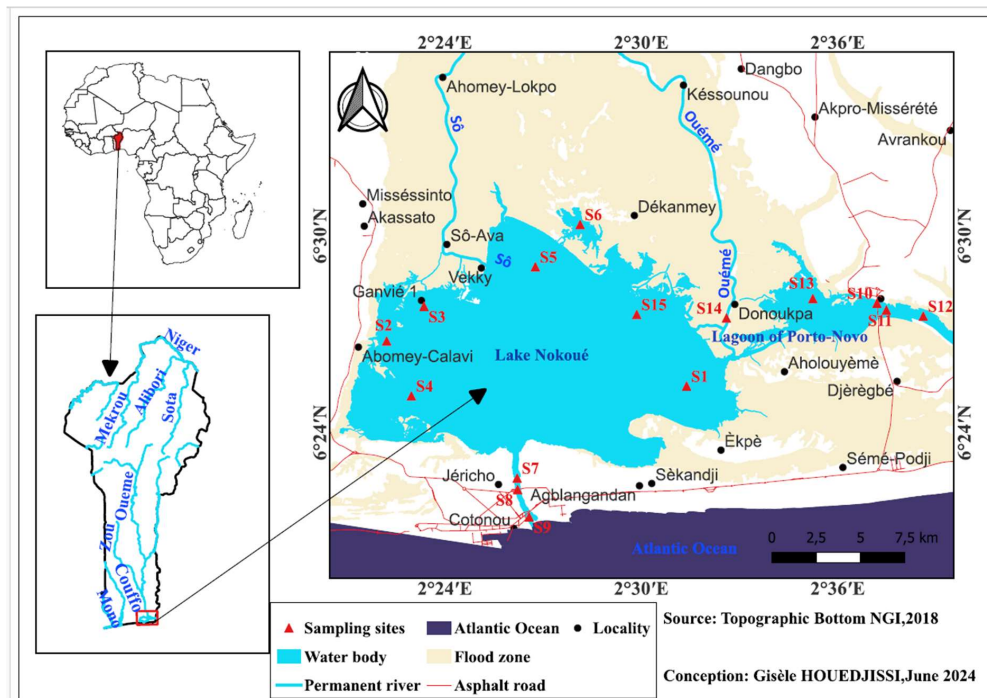 2°24'E
2°30'E
2°36'E
Ahomey-Lokpo
Dangbo
Késsounou
Akpro-Missérété
Avrankou
Sô
Ouémé
Misséssinto
Akassato
Dékanmey
S6
6°30'N
6°30'N
Sô-Ava
Vekky
Sô
S5
Ouémé
Ganvié 1
S3
S2
S15
S14
Donoukpa
S13
S10
S11
S12
Lagoon of Porto-Novo
Abomey-Calavi
Lake Nokoué
Aholouyèmè
S1
Djerègbé
S4
6°24'N
6°24'N
Èkpè
Sémé-Podji
Jéricho
S7
S8
Agblangandan
Sèkandji
S9
Cotonou
Atlantic Ocean
0 2,5 5 7,5 km
Niger
Mekrou
Alibori
Sota
Oueme
Zou
Couffo
Mono
Sampling sites
Atlantic Ocean
Locality
Water body
Flood zone
Permanent river
Asphalt road
Source: Topographic Bottom NGI,2018
Conception: Gisèle HOUEDJISSI,June 2024
2°24'E
2°30'E
2°36'E